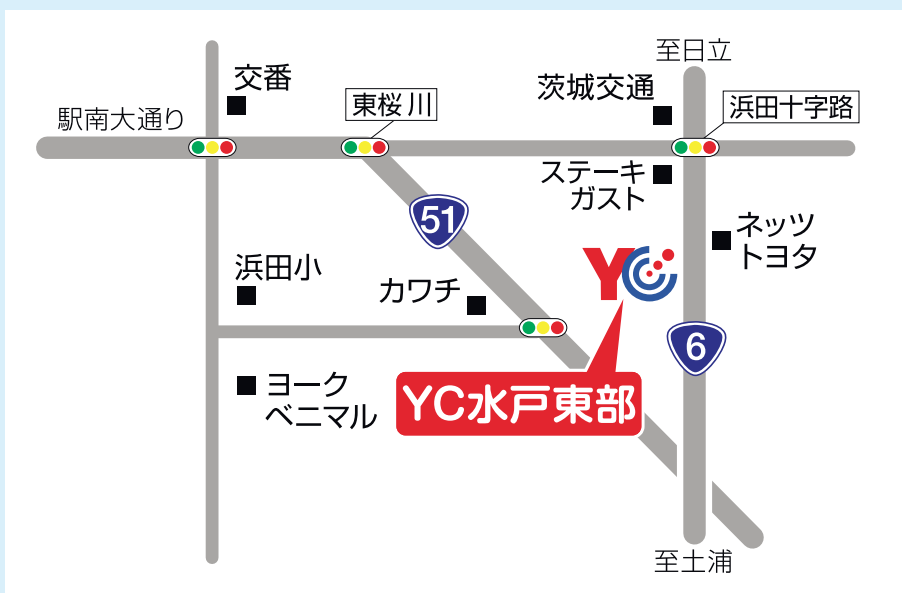 至日立
交番
茨城交通
東桜川
浜田十字路
駅南大通り
ステーキ
ガスト
51
ネッツ
トヨタ
浜田小
YC
カワチ
6
ヨーク
ベニマル
YC水戸東部
至土浦